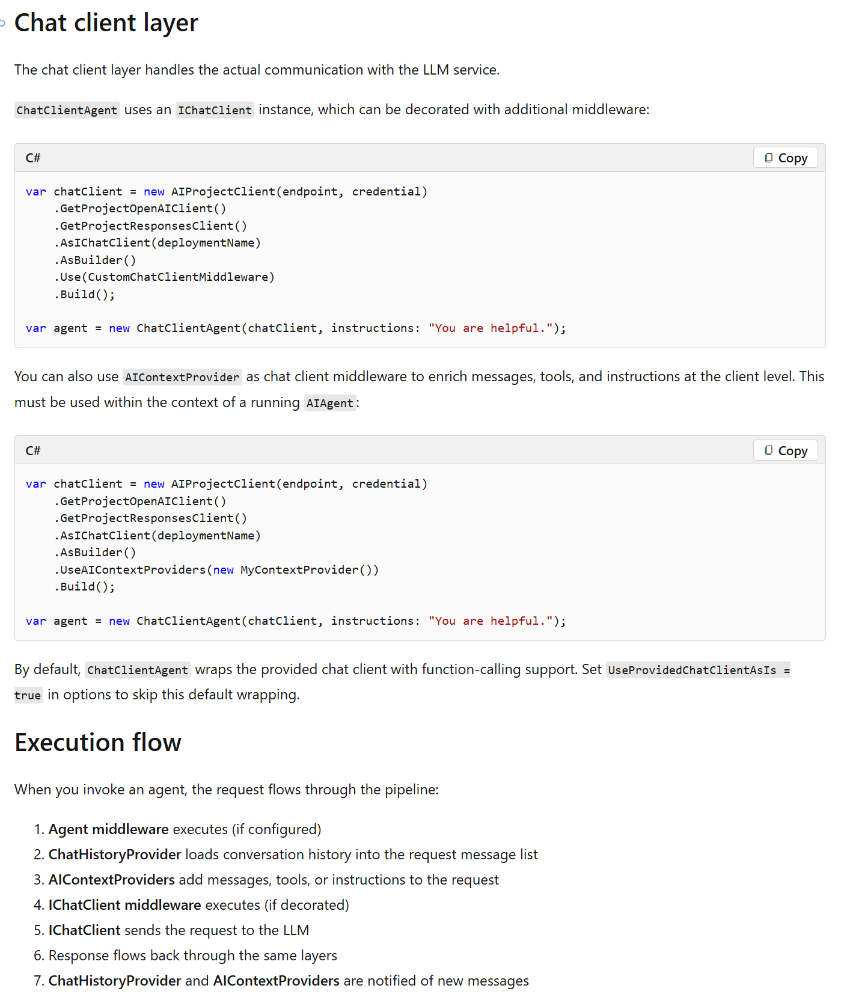 Chat client layer
The chat client layer handles the actual communication with the LLM service.
ChatClientAgent uses an IChatClient instance, which can be decorated with additional middleware:
C#
Copy
var chatClient = new AIProjectClient(endpoint, credential)
    .GetProjectOpenAIClient()
    .GetProjectResponsesClient()
    .AsIChatClient(deploymentName)
    .AsBuilder()
    .Use(CustomChatClientMiddleware)
    .Build();
var agent = new ChatClientAgent(chatClient, instructions: "You are helpful.");
You can also use AIContextProvider as chat client middleware to enrich messages, tools, and instructions at the client level. This
must be used within the context of a running AIAgent:
C#
Copy
var chatClient = new AIProjectClient(endpoint, credential)
    .GetProjectOpenAIClient()
    .GetProjectResponsesClient()
    .AsIChatClient(deploymentName)
    .AsBuilder()
    .UseAIContextProviders(new MyContextProvider())
    .Build();
var agent = new ChatClientAgent(chatClient, instructions: "You are helpful.");
By default, ChatClientAgent wraps the provided chat client with function-calling support. Set UseProvidedChatClientAsIs =
true in options to skip this default wrapping.
Execution flow
When you invoke an agent, the request flows through the pipeline:
1. Agent middleware executes (if configured)
2. ChatHistoryProvider loads conversation history into the request message list
3. AIContextProviders add messages, tools, or instructions to the request
4. IChatClient middleware executes (if decorated)
5. IChatClient sends the request to the LLM
6. Response flows back through the same layers
7. ChatHistoryProvider and AIContextProviders are notified of new messages